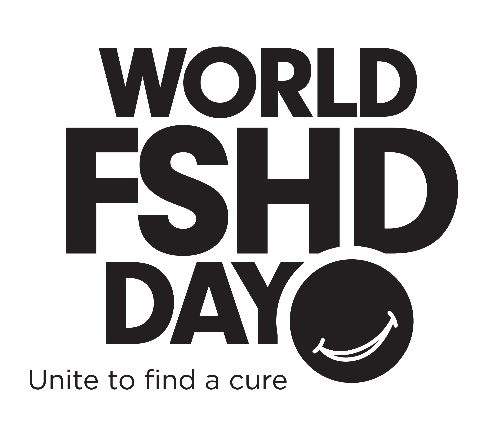 WORLD
FSHD
DAY
Unite to find a cure